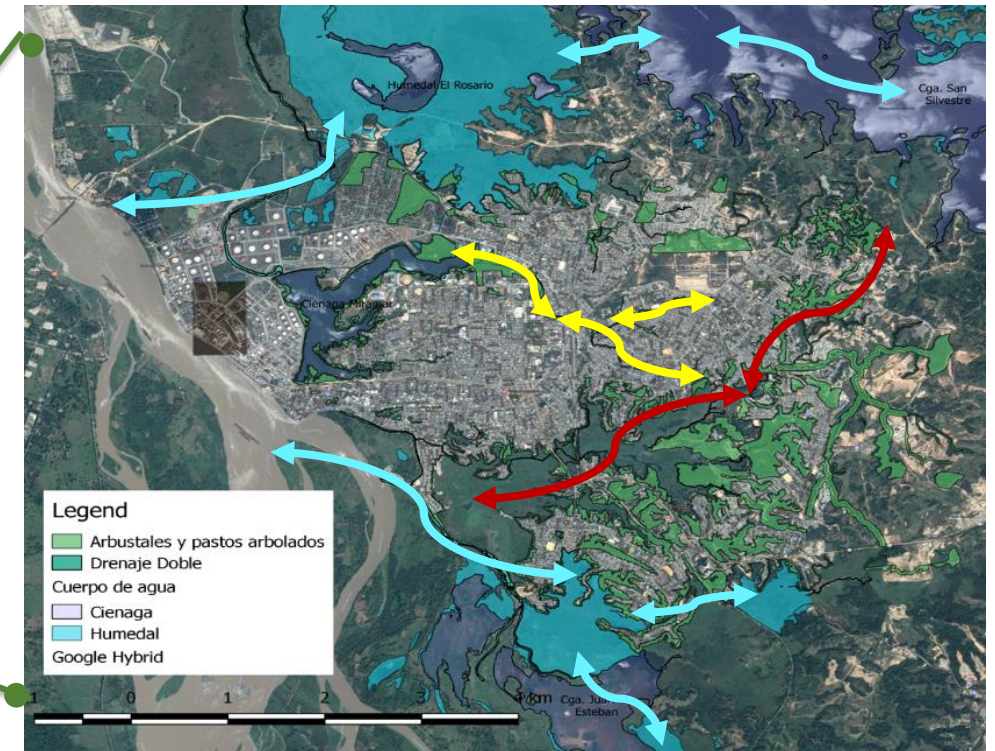 Humedal El Rosario
Cga. San
Silvestre
Cienaga Miramar
Legend
Arbustales y pastos arbolados
Drenaje Doble
Cuerpo de agua
Cienaga
Humedal
Google Hybrid
1 0 1 2 3 4 km
Cga. Juan
Esteban